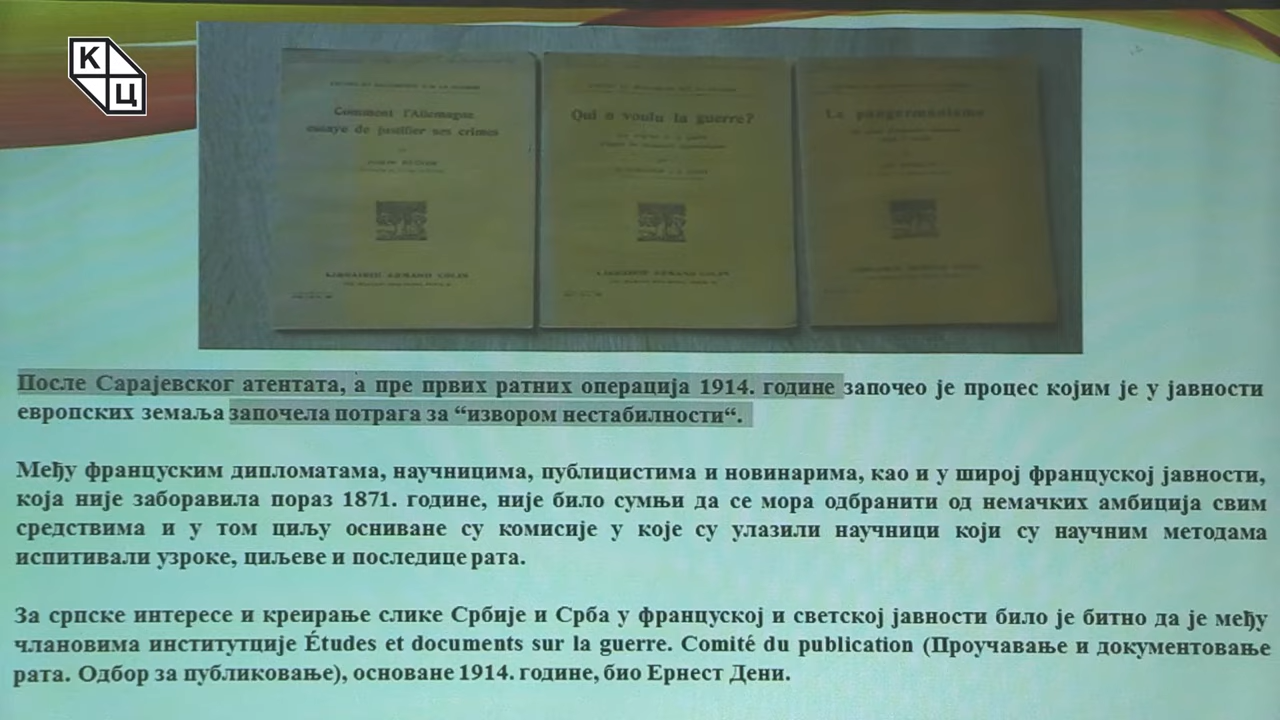 К
Ц
Comment l'Allemagne
essaye de justifier ses crimes
Qui a voulu la guerre?
Le pangermanisme
LIBRAIRIE ARMAND COLIN
LIBRAIRIE ARMAND COLIN
После Сарајевског атентата, а пре првих ратних операција 1914. године започео је процес којим је у јавности
европских земаља започела потрага за “извором нестабилности“.
Међу француским дипломатама, научницима, публицистима и новинарима, као и у широј француској јавности,
која није заборавила пораз 1871. године, није било сумњи да се мора одбранити од немачких амбиција свим
средствима и у том циљу осниване су комисије у које су улазили научници који су научним методама
испитивали узроке, циљеве и последице рата.
За српске интересе и креирање слике Србије и Срба у француској и светској јавности било је битно да је међу
члановима институтције Études et documents sur la guerre. Comité du publication (Проучавање и документовање
рата. Одбор за публиковање), основане 1914. године, био Ернест Дени.